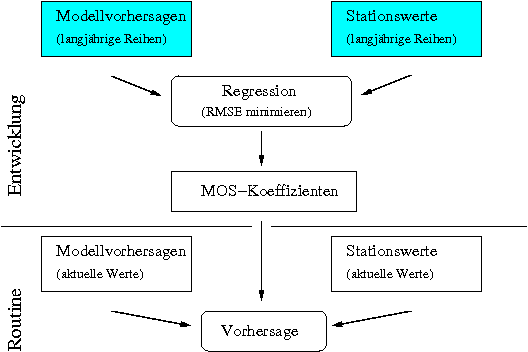 Modellvorhersagen
(langjährige Reihen)
Stationswerte
(langjährige Reihen)
Regression
(RMSE minimieren)
MOS-Koeffizienten
Entwicklung
Modellvorhersagen
(aktuelle Werte)
Stationswerte
(aktuelle Werte)
Vorhersage
Routine